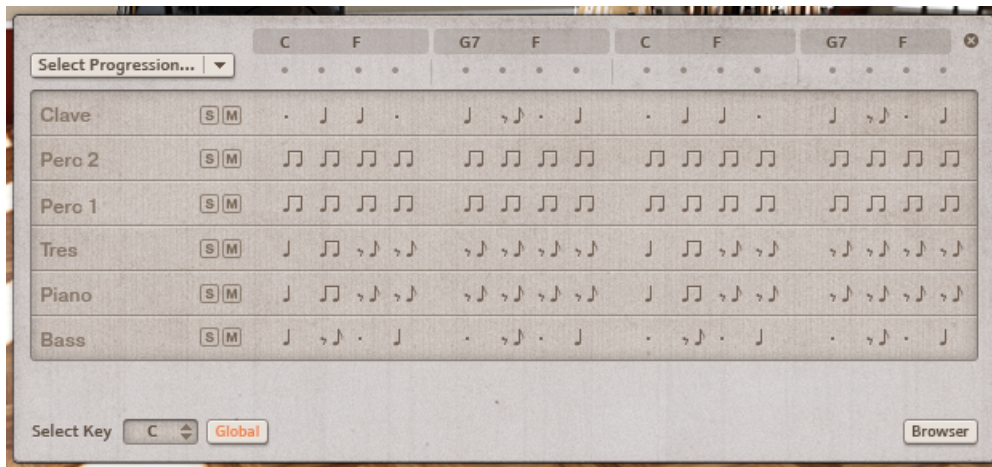 C F G7 F C F G7 F
Select Progression...
Clave S M
Perc 2 S M
Perc 1 S M
Tres S M
Piano S M
Bass S M
Select Key C Global Browser